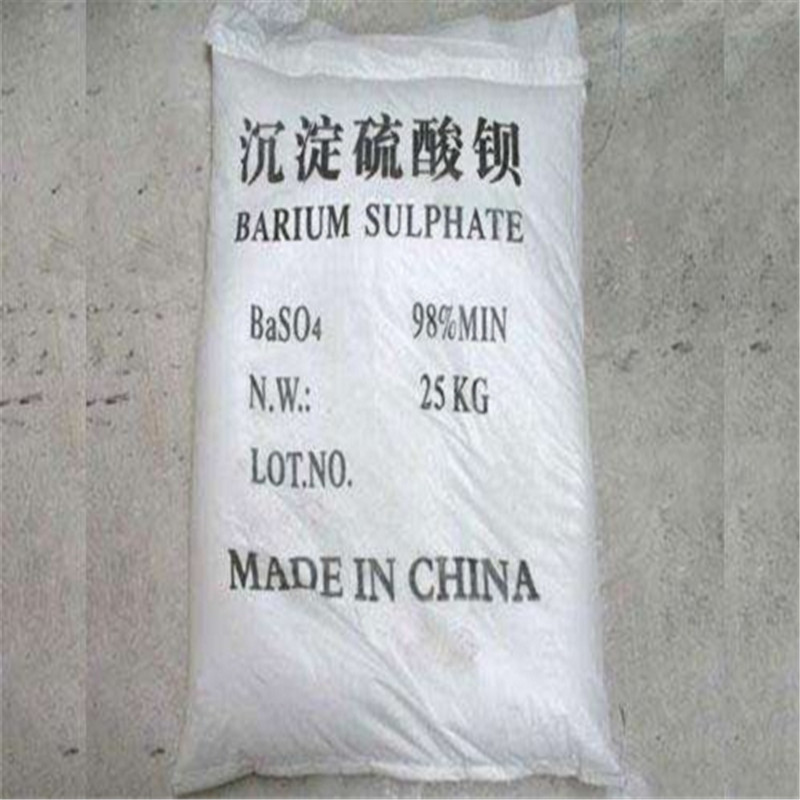 沉淀硫酸钡
BARIUM SULPHATE
BaSO4 98%MIN
N.W.: 25 KG
LOT.NO.
MADE IN CHINA